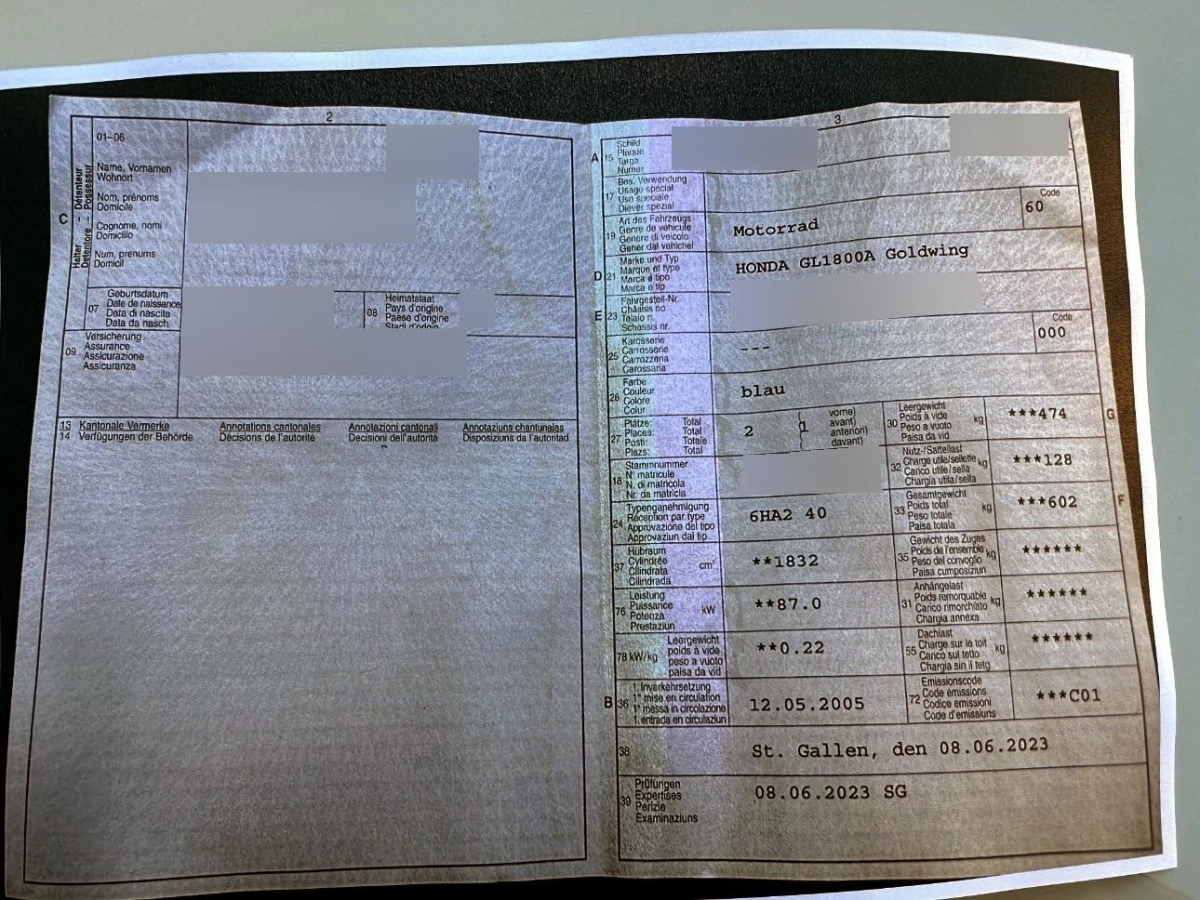 2
01–06
C
Halter – Détenteur
Detentore – Possessur
Name, Vornamen
Wohnort
Nom, prénoms
Domicile
Cognome, nomi
Domicilio
Num, prenums
Domicil
07
Geburtsdatum
Date de naissance
Data di nascita
Data da nasch.
08
Heimatstaat
Pays d'origine
Paese d'origine
Stadi d'origin
09
Versicherung
Assurance
Assicurazione
Assicuranza
13 Kantonale Vermerke Annotations cantonales Annotazioni cantonali Annotaziuns chantunalas
14 Verfügungen der Behörde Décisions de l'autorité Decisioni dell'autorità Disposiziuns da l'autoritad
3
A 15
Schild
Plaque
Targa
Numer
17
Bes. Verwendung
Usage spécial
Uso speciale
Diever spezial
19
Art des Fahrzeugs
Genre de véhicule
Genere di veicolo
Gener dal vehichel
Motorrad
Code
60
D 21
Marke und Typ
Marque et type
Marca e tipo
Marca e tip
HONDA GL1800A Goldwing
E 23
Fahrgestell-Nr.
Châssis no
Telaio n.
Schassis nr.
25
Karosserie
Carrosserie
Carrozzeria
Carossaria
---
Code
000
26
Farbe
Couleur
Colore
Colur
blau
27
Plätze: Total
Places: Total
Posti: Totale
Plazs: Total
2
(1
vorne)
avant)
anteriori)
davant)
30
Leergewicht
Poids à vide
Peso a vuoto
Paisa da vid
kg
***474
G
18
Stammnummer
N° matricule
N. di matricola
Nr. da matricla
32
Nutz-/Sattellast
Charge utile/sellette
Carico utile/sella
Chargia utila/sella
kg
***128
24
Typengenehmigung
Réception par type
Approvazione del tipo
Approvaziun dal tip
6HA2 40
33
Gesamtgewicht
Poids total
Peso totale
Paisa totala
kg
***602
F
37
Hubraum
Cylindrée
Cilindrata
Cilindrada
cm³
**1832
35
Gewicht des Zuges
Poids de l'ensemble
Peso del convoglio
Paisa cumposiziun
kg
******
76
Leistung
Puissance
Potenza
Prestaziun
kW
**87.0
31
Anhängelast
Poids remorquable
Carico rimorchiato
Chargia annexa
kg
******
78 kW/kg
Leergewicht
poids à vide
peso a vuoto
paisa da vid
**0.22
55
Dachlast
Charge sur le toit
Carico sul tetto
Chargia sin il tetg
kg
******
B 36
1. Inverkehrsetzung
1re mise en circulation
1a messa in circolazione
1. entrada en circulaziun
12.05.2005
72
Emissionscode
Code émissions
Codice emissioni
Code d'emissiuns
***C01
38
St. Gallen, den 08.06.2023
39
Prüfungen
Expertises
Perizie
Examinaziuns
08.06.2023 SG